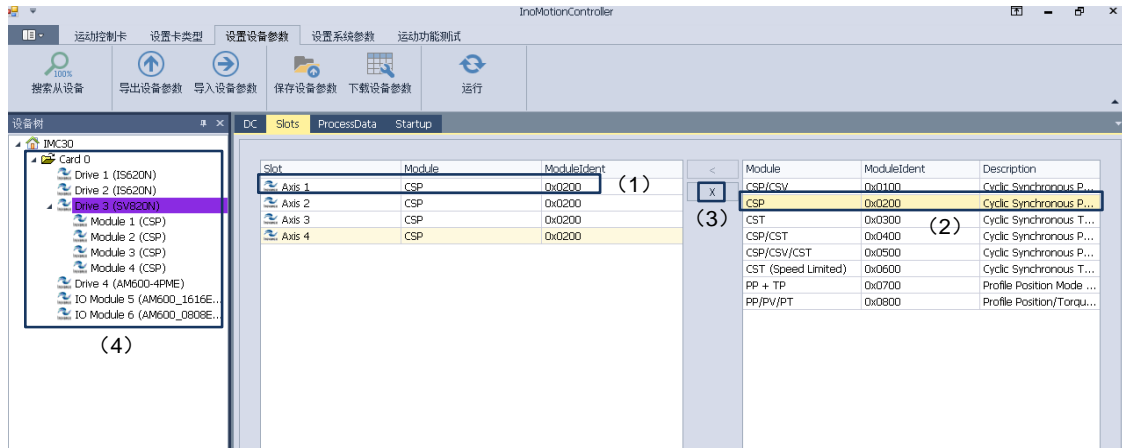 InoMotionController
运动控制卡 设置卡类型 设置设备参数 设置系统参数 运动功能测试
100%
搜索从设备 导出设备参数 导入设备参数 保存设备参数 下载设备参数 运行
设备树
DC Slots ProcessData Startup
IMC30
Card 0
Drive 1 (IS620N)
Drive 2 (IS620N)
Drive 3 (SV820N)
Module 1 (CSP)
Module 2 (CSP)
Module 3 (CSP)
Module 4 (CSP)
Drive 4 (AM600-4PME)
IO Module 5 (AM600_1616E...
IO Module 6 (AM600_0808E...
(4)
Slot Module ModuleIdent
Axis 1 CSP 0x0200 (1)
Axis 2 CSP 0x0200
Axis 3 CSP 0x0200
Axis 4 CSP 0x0200
<
X
(3)
Module ModuleIdent Description
CSP/CSV 0x0100 Cyclic Synchronous P...
CSP 0x0200 Cyclic Synchronous P...
CST 0x0300 Cyclic Synchronous T...
(2)
CSP/CST 0x0400 Cyclic Synchronous P...
CSP/CSV/CST 0x0500 Cyclic Synchronous P...
CST (Speed Limited) 0x0600 Cyclic Synchronous T...
PP + TP 0x0700 Profile Position Mode ...
PP/PV/PT 0x0800 Profile Position/Torqu...